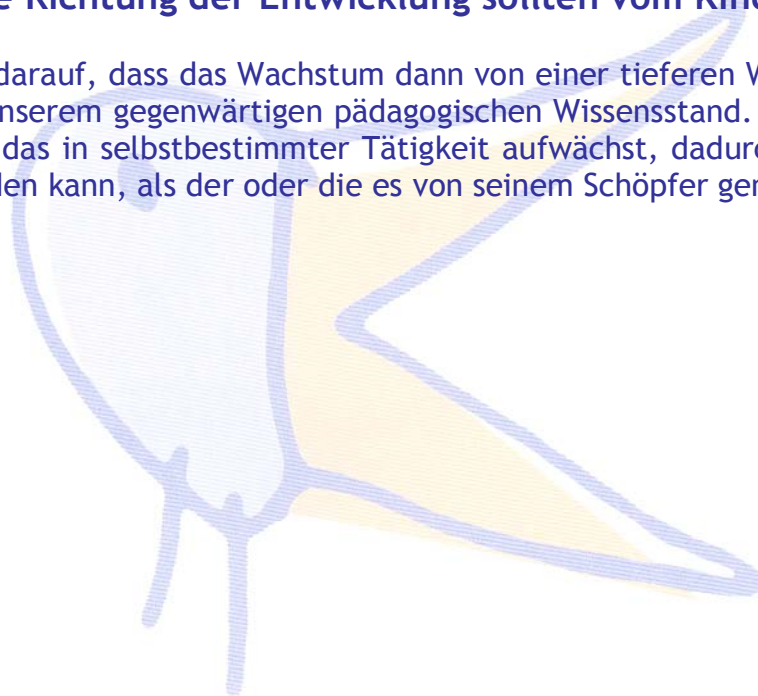 Richtung der Entwicklung sollten vom
darauf, dass das Wachstum dann von einer tieferen
gegenwärtigen pädagogischen Wissensstand.
das in selbstbestimmter Tätigkeit aufwächst,
kann, als der oder die es von seinem Schöpfer